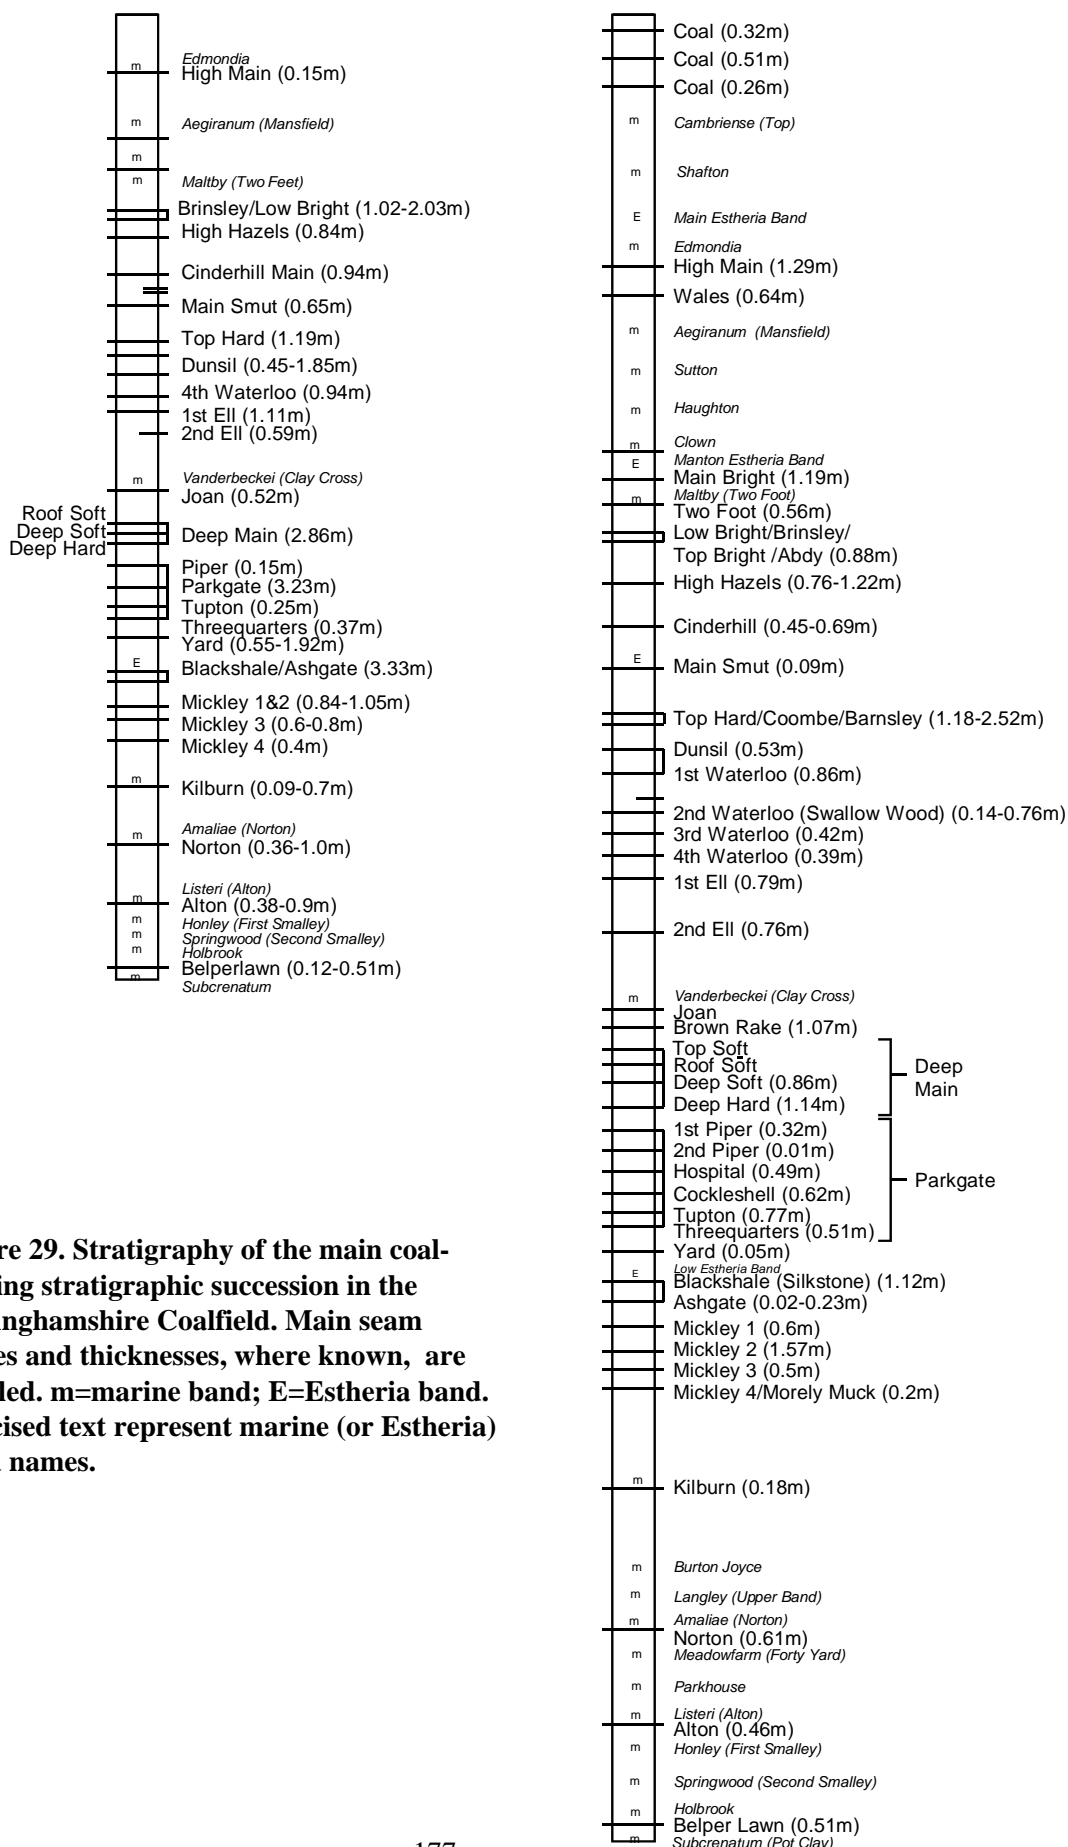 m
Edmondia
High Main (0.15m)
m
Aegiranum (Mansfield)
m
m
Maltby (Two Feet)
Brinsley/Low Bright (1.02-2.03m)
High Hazels (0.84m)
Cinderhill Main (0.94m)
Main Smut (0.65m)
Top Hard (1.19m)
Dunsil (0.45-1.85m)
4th Waterloo (0.94m)
1st Ell (1.11m)
2nd Ell (0.59m)
m
Vanderbeckei (Clay Cross)
Joan (0.52m)
Roof Soft
Deep Soft
Deep Hard
Deep Main (2.86m)
Piper (0.15m)
Parkgate (3.23m)
Tupton (0.25m)
Threequarters (0.37m)
Yard (0.55-1.92m)
E
Blackshale/Ashgate (3.33m)
Mickley 1&2 (0.84-1.05m)
Mickley 3 (0.6-0.8m)
Mickley 4 (0.4m)
m
Kilburn (0.09-0.7m)
Amaliae (Norton)
m
Norton (0.36-1.0m)
Listeri (Alton)
m
Alton (0.38-0.9m)
m
Honley (First Smalley)
m
Springwood (Second Smalley)
m
Holbrook
Belperlawn (0.12-0.51m)
m
Subcrenatum
Coal (0.32m)
Coal (0.51m)
Coal (0.26m)
m
Cambriense (Top)
m
Shafton
E
Main Estheria Band
m
Edmondia
High Main (1.29m)
Wales (0.64m)
m
Aegiranum (Mansfield)
m
Sutton
m
Haughton
m
Clown
E
Manton Estheria Band
Main Bright (1.19m)
m
Maltby (Two Foot)
Two Foot (0.56m)
Low Bright/Brinsley/
Top Bright /Abdy (0.88m)
High Hazels (0.76-1.22m)
Cinderhill (0.45-0.69m)
E
Main Smut (0.09m)
Top Hard/Coombe/Barnsley (1.18-2.52m)
Dunsil (0.53m)
1st Waterloo (0.86m)
2nd Waterloo (Swallow Wood) (0.14-0.76m)
3rd Waterloo (0.42m)
4th Waterloo (0.39m)
1st Ell (0.79m)
2nd Ell (0.76m)
m
Vanderbeckei (Clay Cross)
Joan
Brown Rake (1.07m)
Top Soft
Roof Soft
Deep Soft (0.86m)
Deep Hard (1.14m)
Deep
Main
1st Piper (0.32m)
2nd Piper (0.01m)
Hospital (0.49m)
Cockleshell (0.62m)
Tupton (0.77m)
Threequarters (0.51m)
Parkgate
Yard (0.05m)
E
Low Estheria Band
Blackshale (Silkstone) (1.12m)
Ashgate (0.02-0.23m)
Mickley 1 (0.6m)
Mickley 2 (1.57m)
Mickley 3 (0.5m)
Mickley 4/Morely Muck (0.2m)
m
Kilburn (0.18m)
m
Burton Joyce
m
Langley (Upper Band)
m
Amaliae (Norton)
Norton (0.61m)
m
Meadowfarm (Forty Yard)
m
Parkhouse
m
Listeri (Alton)
Alton (0.46m)
m
Honley (First Smalley)
m
Springwood (Second Smalley)
m
Holbrook
Belper Lawn (0.51m)
m
Subcrenatum (Pot Clay)
re 29. Stratigraphy of the main coal-
ing stratigraphic succession in the
inghamshire Coalfield. Main seam
es and thicknesses, where known, are
led. m=marine band; E=Estheria band.
cised text represent marine (or Estheria)
names.
177